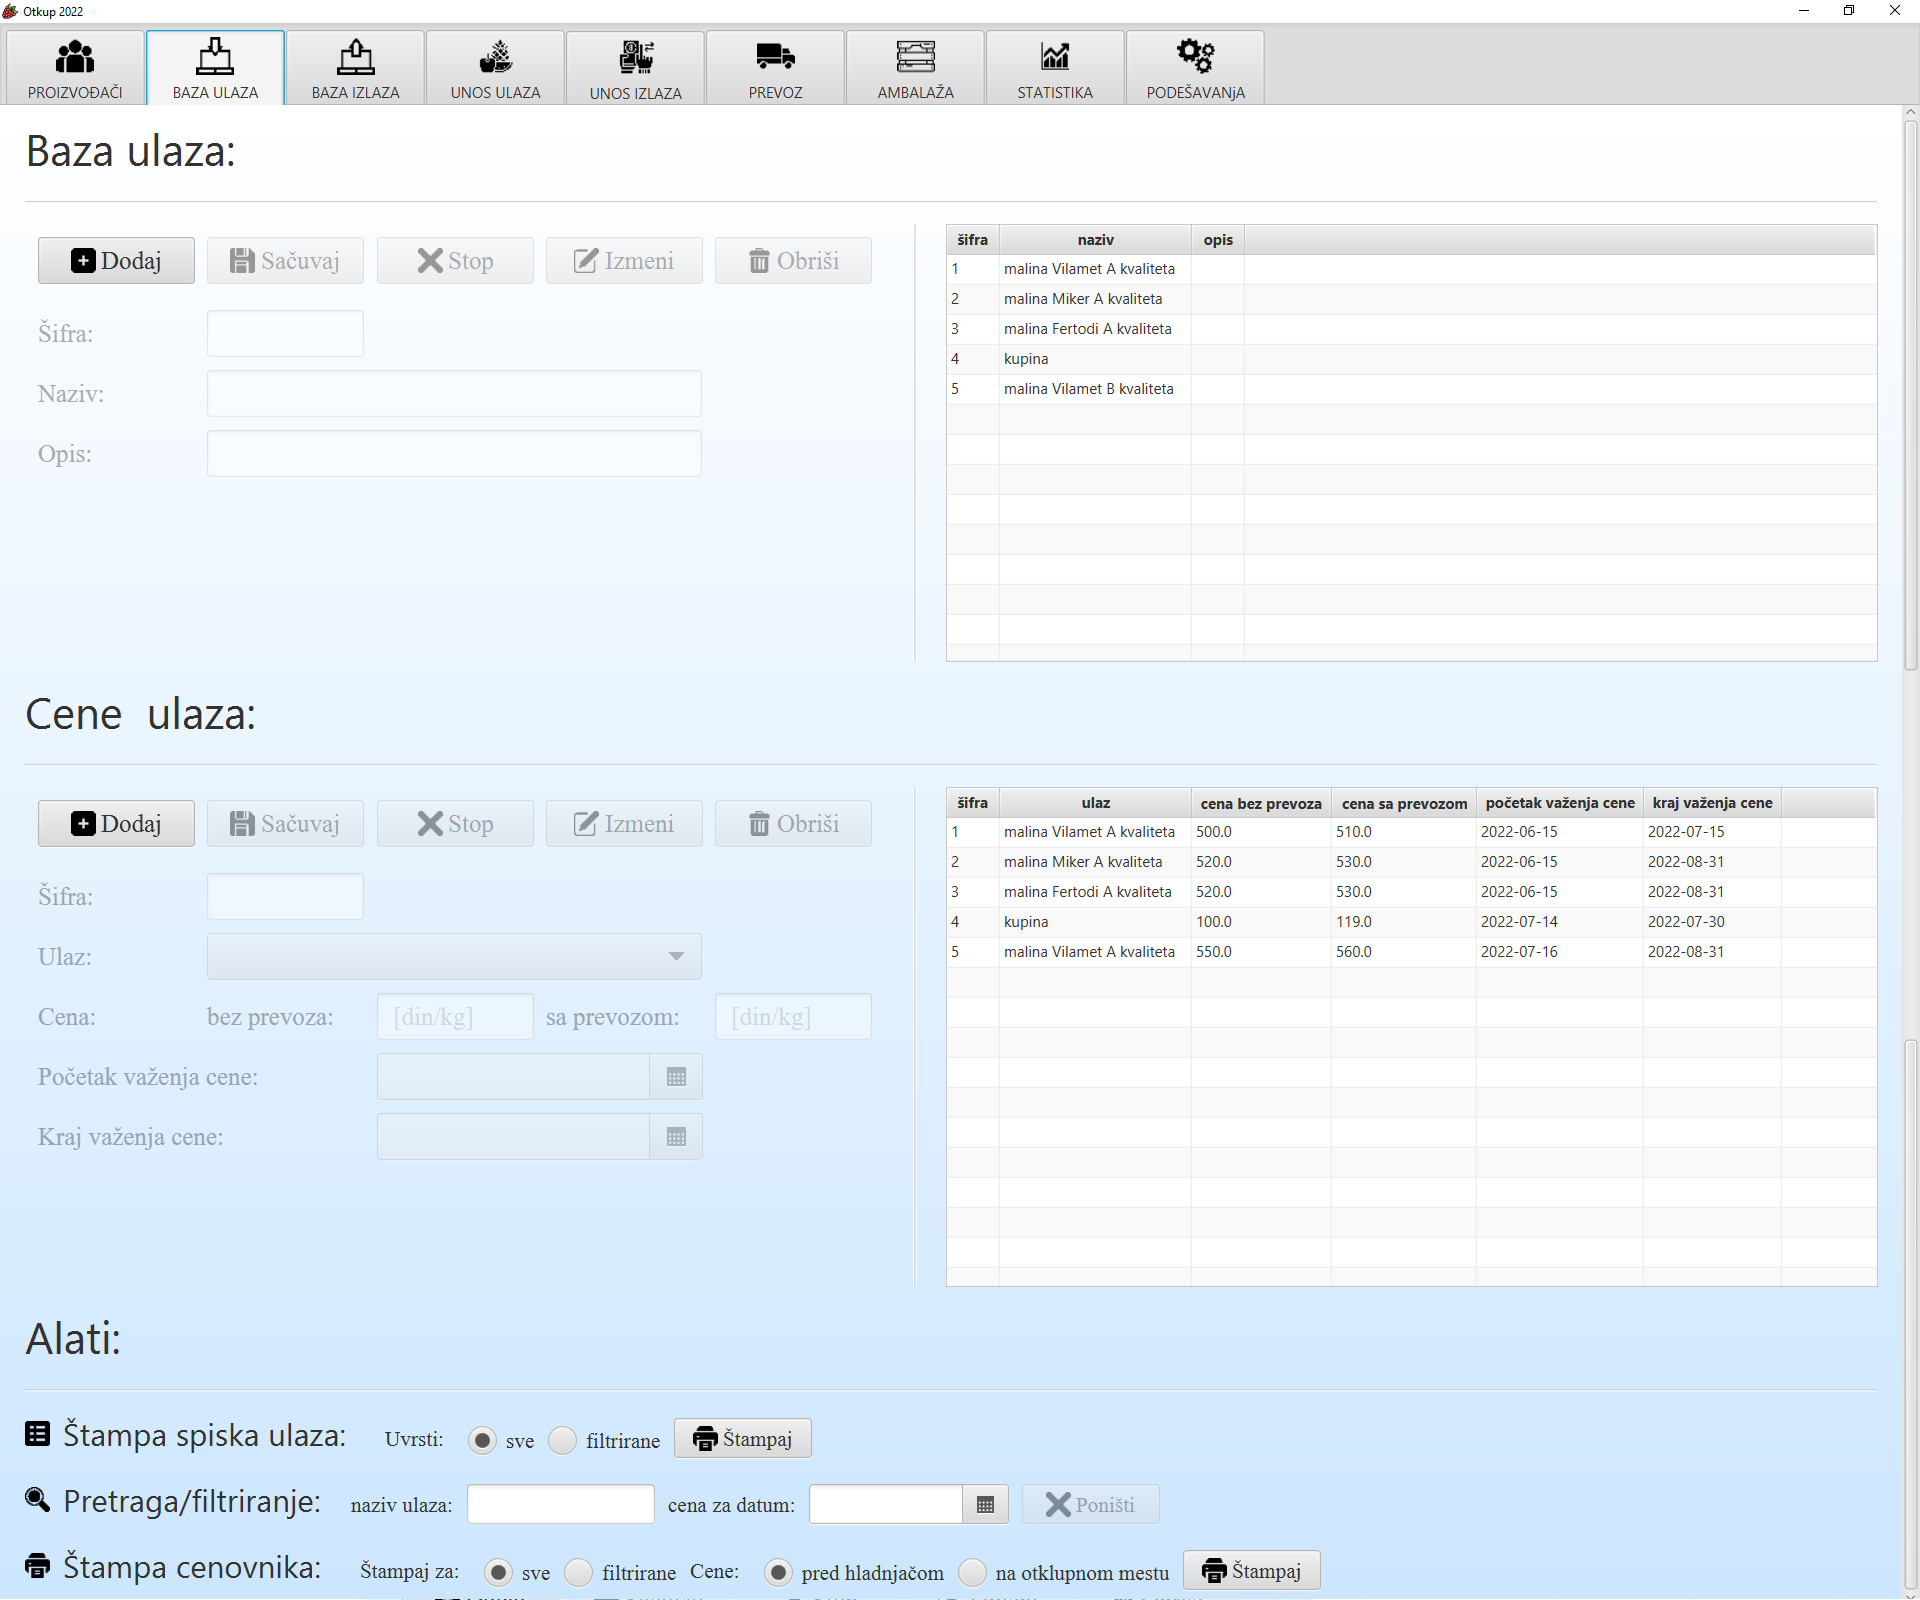 Otkup 2022
PROIZVOĐAČI BAZA ULAZA BAZA IZLAZA UNOS ULAZA UNOS IZLAZA PREVOZ AMBALAŽA STATISTIKA PODEŠAVANjA
Baza ulaza:
Dodaj Sačuvaj Stop Izmeni Obriši
Šifra:
Naziv:
Opis:
šifra naziv opis
1 malina Vilamet A kvaliteta
2 malina Miker A kvaliteta
3 malina Fertodi A kvaliteta
4 kupina
5 malina Vilamet B kvaliteta
Cene ulaza:
Dodaj Sačuvaj Stop Izmeni Obriši
Šifra:
Ulaz:
Cena: bez prevoza: [din/kg] sa prevozom: [din/kg]
Početak važenja cene:
Kraj važenja cene:
šifra ulaz cena bez prevoza cena sa prevozom početak važenja cene kraj važenja cene
1 malina Vilamet A kvaliteta 500.0 510.0 2022-06-15 2022-07-15
2 malina Miker A kvaliteta 520.0 530.0 2022-06-15 2022-08-31
3 malina Fertodi A kvaliteta 520.0 530.0 2022-06-15 2022-08-31
4 kupina 100.0 119.0 2022-07-14 2022-07-30
5 malina Vilamet A kvaliteta 550.0 560.0 2022-07-16 2022-08-31
Alati:
Štampa spiska ulaza: Uvrsti: sve filtrirane Štampaj
Pretraga/filtriranje: naziv ulaza: cena za datum: Poništi
Štampa cenovnika: Štampaj za: sve filtrirane Cene: pred hladnjačom na otklupnom mestu Štampaj